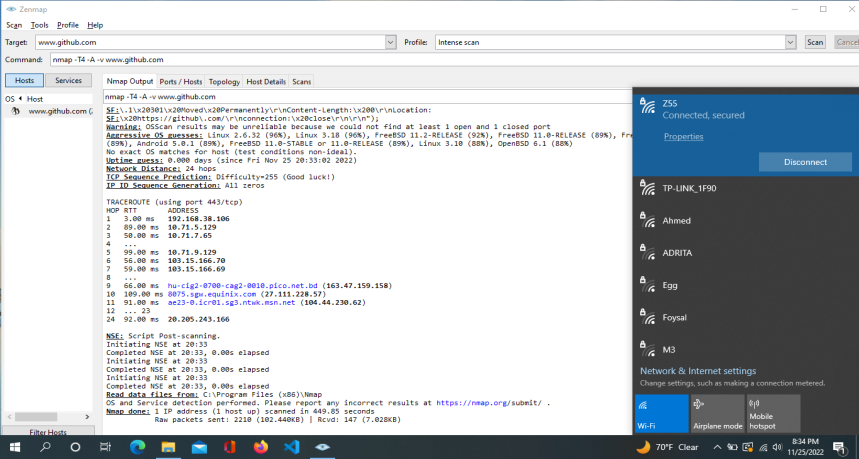 Zenmap
Scan Tools Profile Help
Target: www.github.com Profile: Intense scan Scan Cancel
Command: nmap -T4 -A -v www.github.com
Hosts Services
OS Host
www.github.com (2
Filter Hosts
Nmap Output Ports / Hosts Topology Host Details Scans
nmap -T4 -A -v www.github.com
SF:\.1\x20301\x20Moved\x20Permanently\r\nContent-Length:\x200\r\nLocation:
SF:\x20https://github\.com/\r\nconnection:\x20close\r\n\r\n");
Warning: OSScan results may be unreliable because we could not find at least 1 open and 1 closed port
Aggressive OS guesses: Linux 2.6.32 (96%), Linux 3.18 (96%), FreeBSD 11.2-RELEASE (92%), FreeBSD 11.0-RELEASE (89%), Fre
(89%), Android 5.0.1 (89%), FreeBSD 11.0-STABLE or 11.0-RELEASE (89%), Linux 3.10 (88%), OpenBSD 6.1 (88%)
No exact OS matches for host (test conditions non-ideal).
Uptime guess: 0.000 days (since Fri Nov 25 20:33:02 2022)
Network Distance: 24 hops
TCP Sequence Prediction: Difficulty=255 (Good luck!)
IP ID Sequence Generation: All zeros
TRACEROUTE (using port 443/tcp)
HOP RTT ADDRESS
1 3.00 ms 192.168.38.106
2 89.00 ms 10.71.5.129
3 50.00 ms 10.71.7.65
4 ...
5 99.00 ms 10.71.9.129
6 56.00 ms 103.15.166.70
7 59.00 ms 103.15.166.69
8 ...
9 66.00 ms hu-cig2-0700-cag2-0010.pico.net.bd (163.47.159.158)
10 109.00 ms 8075.sgw.equinix.com (27.111.228.57)
11 91.00 ms ae23-0.icr01.sg3.ntwk.msn.net (104.44.230.62)
12 ... 23
24 92.00 ms 20.205.243.166
NSE: Script Post-scanning.
Initiating NSE at 20:33
Completed NSE at 20:33, 0.00s elapsed
Initiating NSE at 20:33
Completed NSE at 20:33, 0.00s elapsed
Initiating NSE at 20:33
Completed NSE at 20:33, 0.00s elapsed
Read data files from: C:\Program Files (x86)\Nmap
OS and Service detection performed. Please report any incorrect results at https://nmap.org/submit/ .
Nmap done: 1 IP address (1 host up) scanned in 449.85 seconds
Raw packets sent: 2210 (102.440KB) | Rcvd: 147 (7.028KB)
Z55
Connected, secured
Properties
Disconnect
TP-LINK_1F90
Ahmed
ADRITA
Egg
Foysal
M3
Network & Internet settings
Change settings, such as making a connection metered.
Wi-Fi
Airplane mode
Mobile
hotspot
70°F Clear
8:34 PM
11/25/2022
1